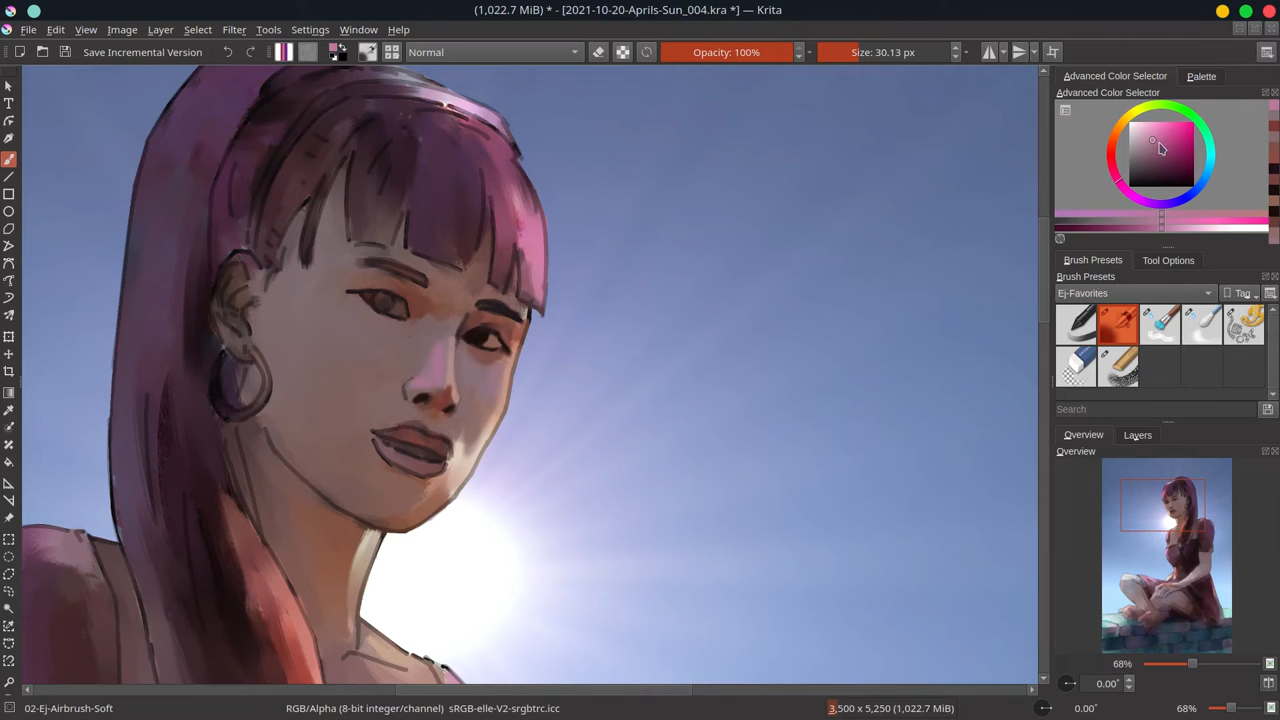 (1,022.7 MiB) * - [2021-10-20-Aprils-Sun_004.kra *] — Krita
File Edit View Image Layer Select Filter Tools Settings Window Help
Save Incremental Version Normal Opacity: 100% Size: 30.13 px
Advanced Color Selector Palette
Advanced Color Selector
Brush Presets Tool Options
Brush Presets
Ej-Favorites Tag
Search
Overview Layers
Overview
68%
0.00°
02-Ej-Airbrush-Soft RGB/Alpha (8-bit integer/channel) sRGB-elle-V2-srgbtrc.icc 3,500 x 5,250 (1,022.7 MiB) 0.00° 68%